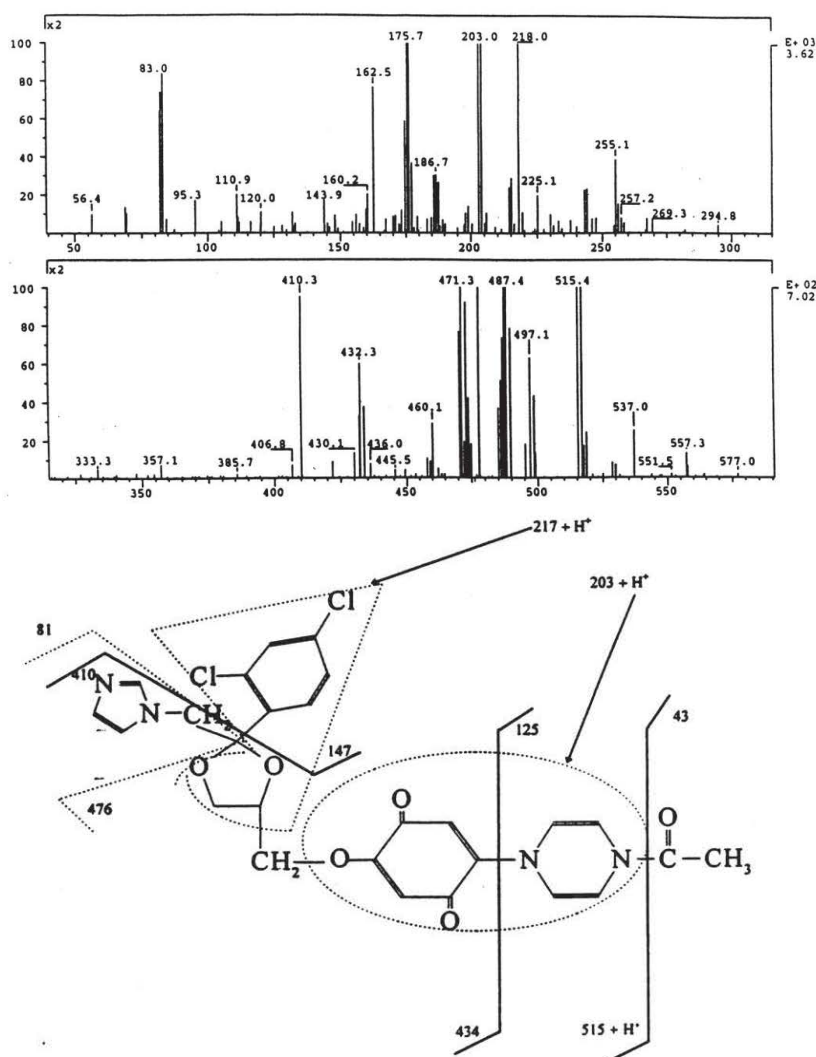 x2
100
80
60
40
20
83.0
175.7
203.0
218.0
162.5
56.4
95.3
110.9
120.0
143.9
160.2
186.7
225.1
255.1
257.2
269.3
294.8
E+03
3.62
50
100
150
200
250
300
x2
100
80
60
40
20
410.3
471.3
487.4
515.4
432.3
497.1
460.1
537.0
333.3
357.1
385.7
406.8
430.1
436.0
445.5
551.5
557.3
577.0
E+02
7.02
350
400
450
500
550
217 + H⁺
203 + H⁺
81
Cl
Cl
410
N
N
CH₂
125
43
147
O
O
476
O
O
CH₂
O
N
N
C
CH₃
O
434
515 + H⁺